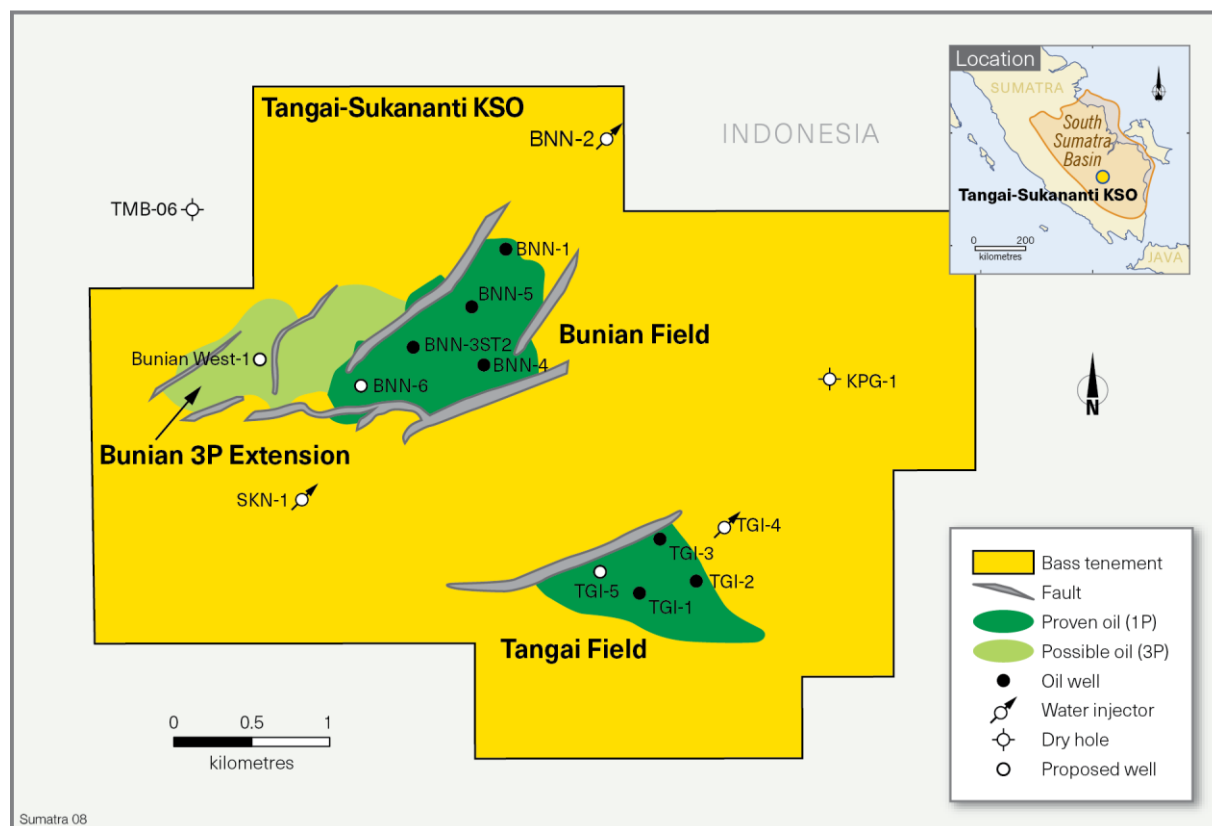 Tangai-Sukananti KSO
BNN-2
INDONESIA
Location
SUMATRA
N
South
Sumatra
Basin
Tangai-Sukananti KSO
0 200
kilometres
JAVA
TMB-06
BNN-1
BNN-5
Bunian Field
BNN-3ST2
Bunian West-1
BNN-4
BNN-6
KPG-1
N
Bunian 3P Extension
SKN-1
TGI-4
TGI-3
TGI-2
TGI-5
TGI-1
Tangai Field
0 0.5 1
kilometres
Bass tenement
Fault
Proven oil (1P)
Possible oil (3P)
Oil well
Water injector
Dry hole
Proposed well
Sumatra 08